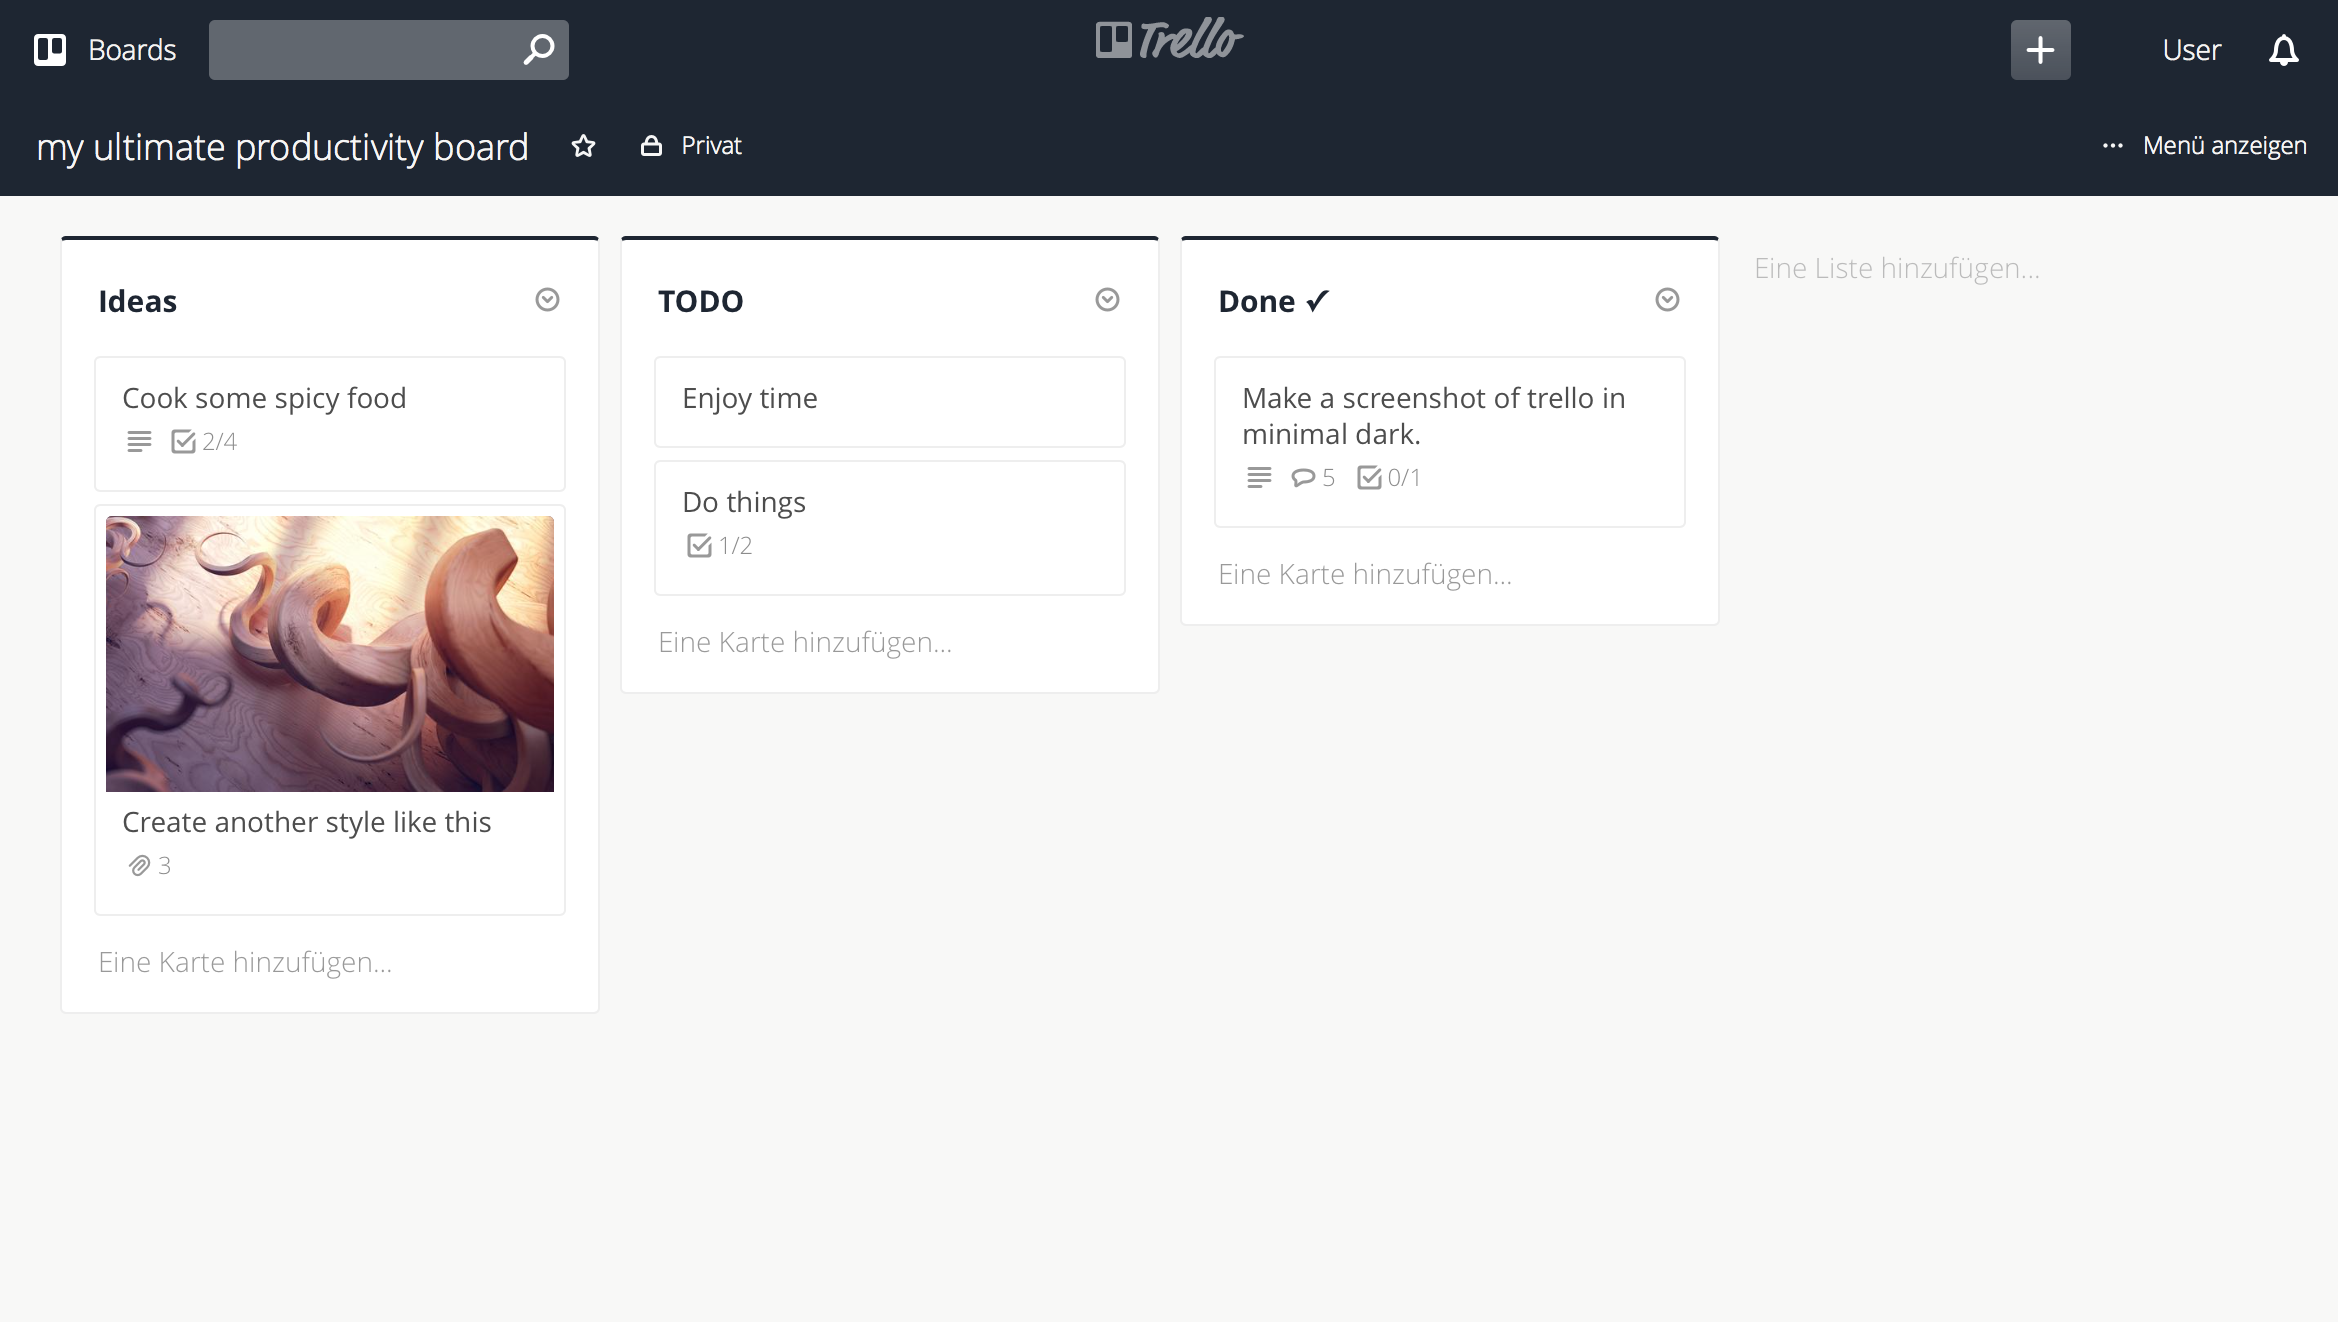 Boards
Trello
User
my ultimate productivity board
Privat
··· Menü anzeigen
Ideas
Cook some spicy food
2/4
Create another style like this
3
Eine Karte hinzufügen...
TODO
Enjoy time
Do things
1/2
Eine Karte hinzufügen...
Done ✓
Make a screenshot of trello in
minimal dark.
5 0/1
Eine Karte hinzufügen...
Eine Liste hinzufügen...